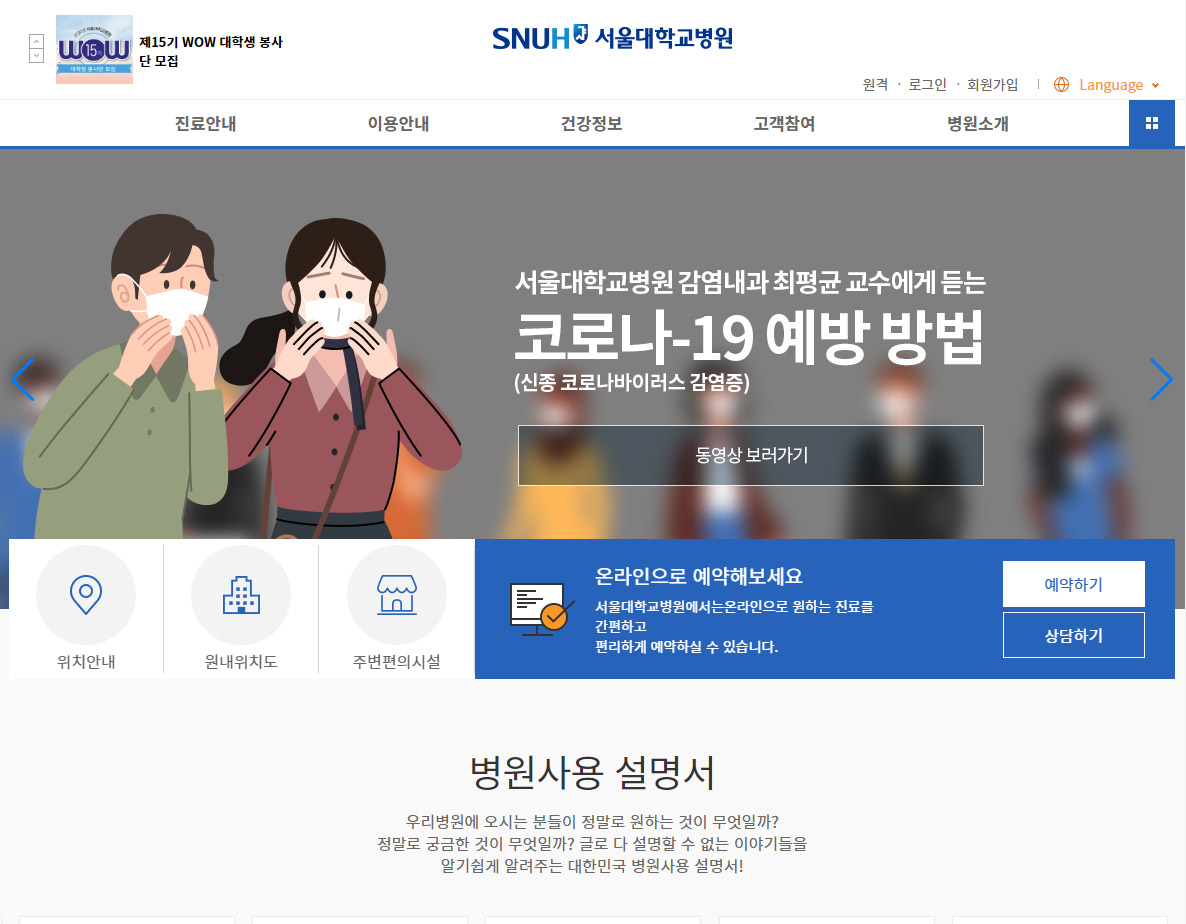 WOW 15기
제15기 WOW 대학생 봉사
단 모집
SNUH 서울대학교병원
원격 · 로그인 · 회원가입 | Language
진료안내 이용안내 건강정보 고객참여 병원소개
서울대학교병원 감염내과 최평균 교수에게 듣는
코로나-19 예방 방법
(신종 코로나바이러스 감염증)
동영상 보러가기
위치안내 원내위치도 주변편의시설
온라인으로 예약해보세요
서울대학교병원에서는온라인으로 원하는 진료를
간편하고
편리하게 예약하실 수 있습니다.
예약하기
상담하기
병원사용 설명서
우리병원에 오시는 분들이 정말로 원하는 것이 무엇일까?
정말로 궁금한 것이 무엇일까? 글로 다 설명할 수 없는 이야기들을
알기쉽게 알려주는 대한민국 병원사용 설명서!